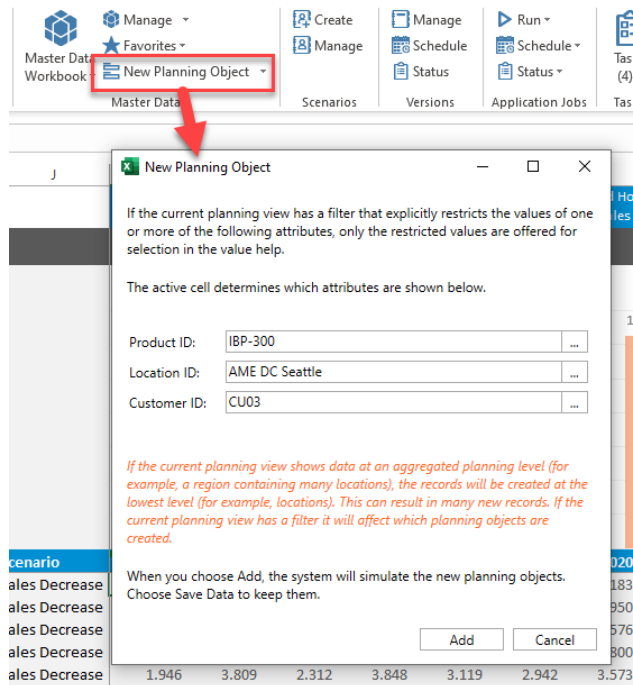 Manage
Create
Manage
Run
Favorites
Manage
Schedule
Schedule
Master Data
Workbook
New Planning Object
Status
Status
Tas
(4)
Master Data
Scenarios
Versions
Application Jobs
Tas
J
New Planning Object
If the current planning view has a filter that explicitly restricts the values of one
or more of the following attributes, only the restricted values are offered for
selection in the value help.
The active cell determines which attributes are shown below.
Product ID: IBP-300 ...
Location ID: AME DC Seattle ...
Customer ID: CU03 ...
If the current planning view shows data at an aggregated planning level (for
example, a region containing many locations), the records will be created at the
lowest level (for example, locations). This can result in many new records. If the
current planning view has a filter it will affect which planning objects are
created.
When you choose Add, the system will simulate the new planning objects.
Choose Save Data to keep them.
Add Cancel
cenario
020
ales Decrease
183
ales Decrease
950
ales Decrease
576
ales Decrease
800
ales Decrease 1.946 3.809 2.312 3.848 3.119 2.942 3.573